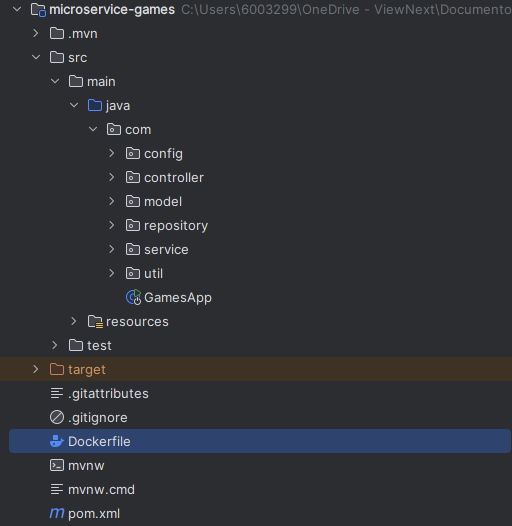 microservice-games C:\Users\6003299\OneDrive - ViewNext\Documento
.mvn
src
main
java
com
config
controller
model
repository
service
util
GamesApp
resources
test
target
.gitattributes
.gitignore
Dockerfile
mvnw
mvnw.cmd
m pom.xml